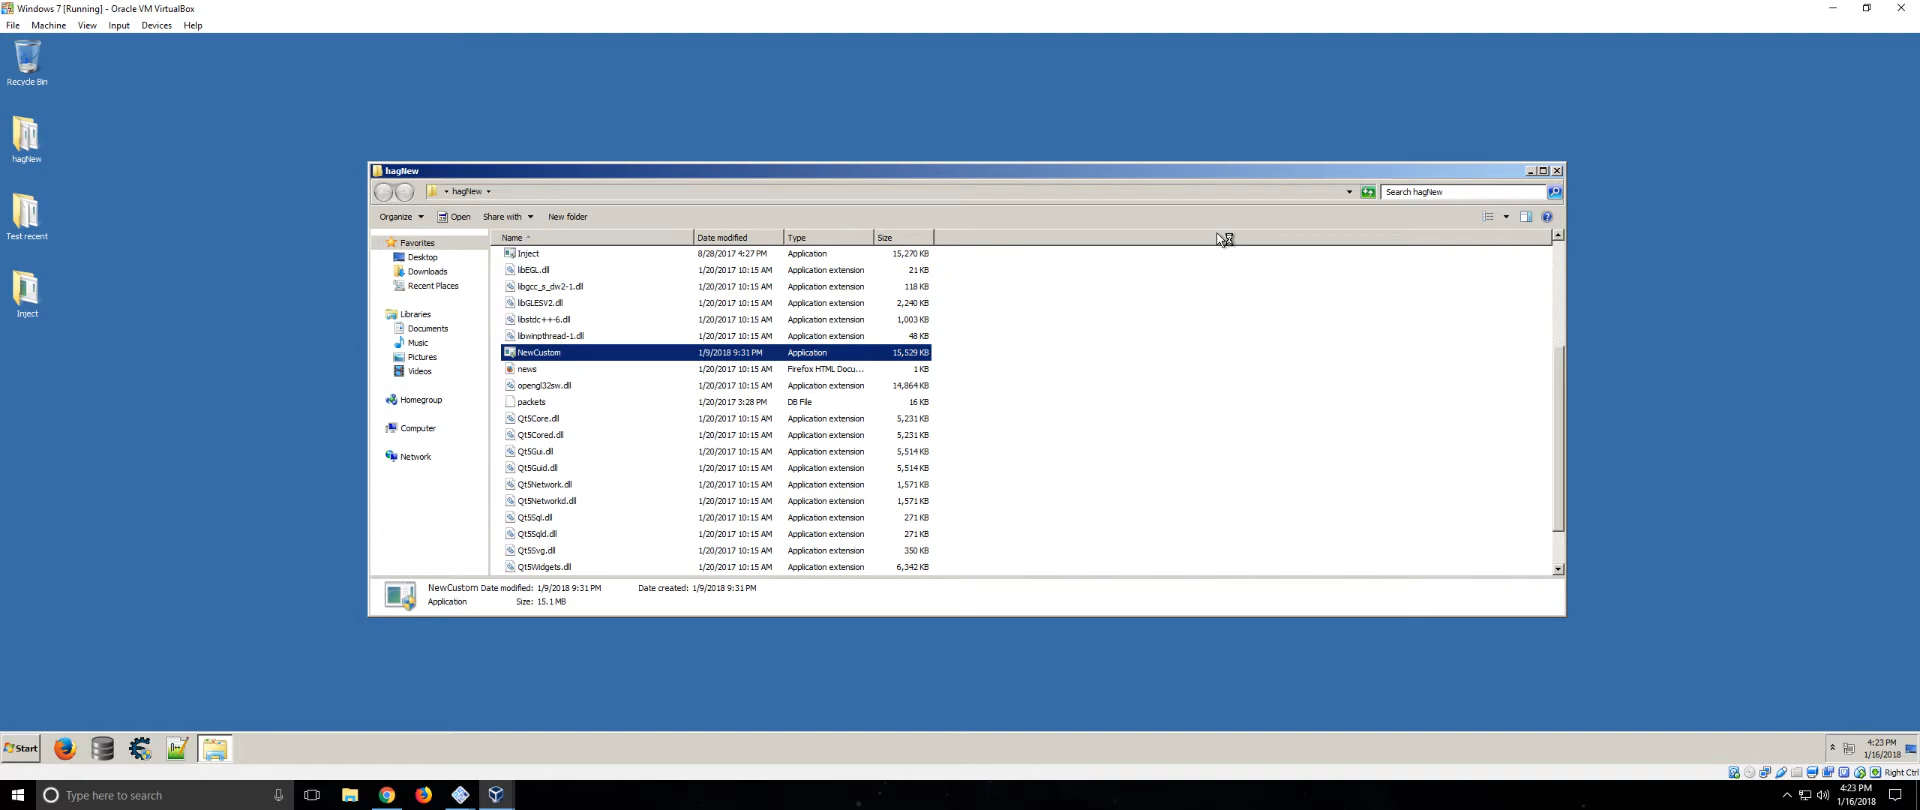 Windows 7 [Running] - Oracle VM VirtualBox
File Machine View Input Devices Help
Recycle Bin
hagNew
Test recent
Inject
hagNew
hagNew
Search hagNew
Organize Open Share with New folder
Favorites
Desktop
Downloads
Recent Places
Libraries
Documents
Music
Pictures
Videos
Homegroup
Computer
Network
Name Date modified Type Size
Inject 8/28/2017 4:27 PM Application 15,270 KB
libEGL.dll 1/20/2017 10:15 AM Application extension 21 KB
libgcc_s_dw2-1.dll 1/20/2017 10:15 AM Application extension 118 KB
libGLESV2.dll 1/20/2017 10:15 AM Application extension 2,240 KB
libstdc++-6.dll 1/20/2017 10:15 AM Application extension 1,003 KB
libwinpthread-1.dll 1/20/2017 10:15 AM Application extension 48 KB
NewCustom 1/9/2018 9:31 PM Application 15,529 KB
news 1/20/2017 10:15 AM Firefox HTML Docu... 1 KB
opengl32sw.dll 1/20/2017 10:15 AM Application extension 14,864 KB
packets 1/20/2017 3:28 PM DB File 16 KB
Qt5Core.dll 1/20/2017 10:15 AM Application extension 5,231 KB
Qt5Cored.dll 1/20/2017 10:15 AM Application extension 5,231 KB
Qt5Gui.dll 1/20/2017 10:15 AM Application extension 5,514 KB
Qt5Guid.dll 1/20/2017 10:15 AM Application extension 5,514 KB
Qt5Network.dll 1/20/2017 10:15 AM Application extension 1,571 KB
Qt5Networkd.dll 1/20/2017 10:15 AM Application extension 1,571 KB
Qt5Sql.dll 1/20/2017 10:15 AM Application extension 271 KB
Qt5Sqld.dll 1/20/2017 10:15 AM Application extension 271 KB
Qt5Svg.dll 1/20/2017 10:15 AM Application extension 350 KB
Qt5Widgets.dll 1/20/2017 10:15 AM Application extension 6,342 KB
NewCustom Date modified: 1/9/2018 9:31 PM Date created: 1/9/2018 9:31 PM
Application Size: 15.1 MB
Start
4:23 PM
1/16/2018
Right Ctrl
Type here to search
4:23 PM
1/16/2018